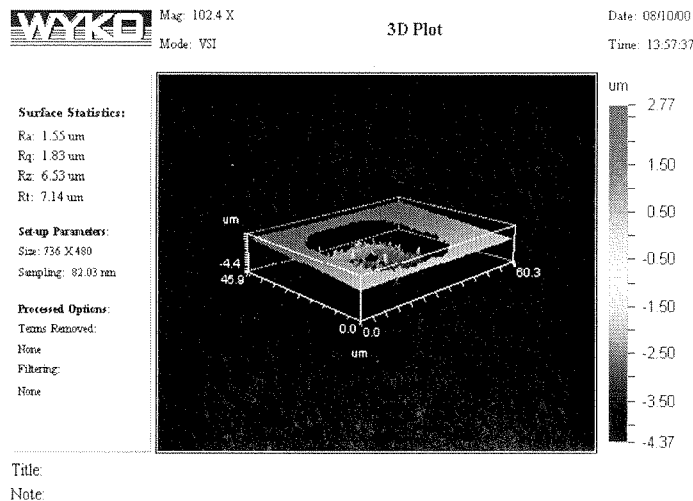 WYKO
Mag: 102.4 X
Mode: VSI
3D Plot
Date: 08/10/00
Time: 13:57:37
Surface Statistics:
Ra: 1.55 um
Rq: 1.83 um
Rz: 6.53 um
Rt: 7.14 um
Set-up Parameters:
Size: 736 X 480
Sampling: 82.03 nm
Processed Options:
Terms Removed:
None
Filtering:
None
um
-4.4
45.9
0.0
0.0
um
60.3
um
2.77
1.50
0.50
-0.50
-1.50
-2.50
-3.50
-4.37
Title:
Note: